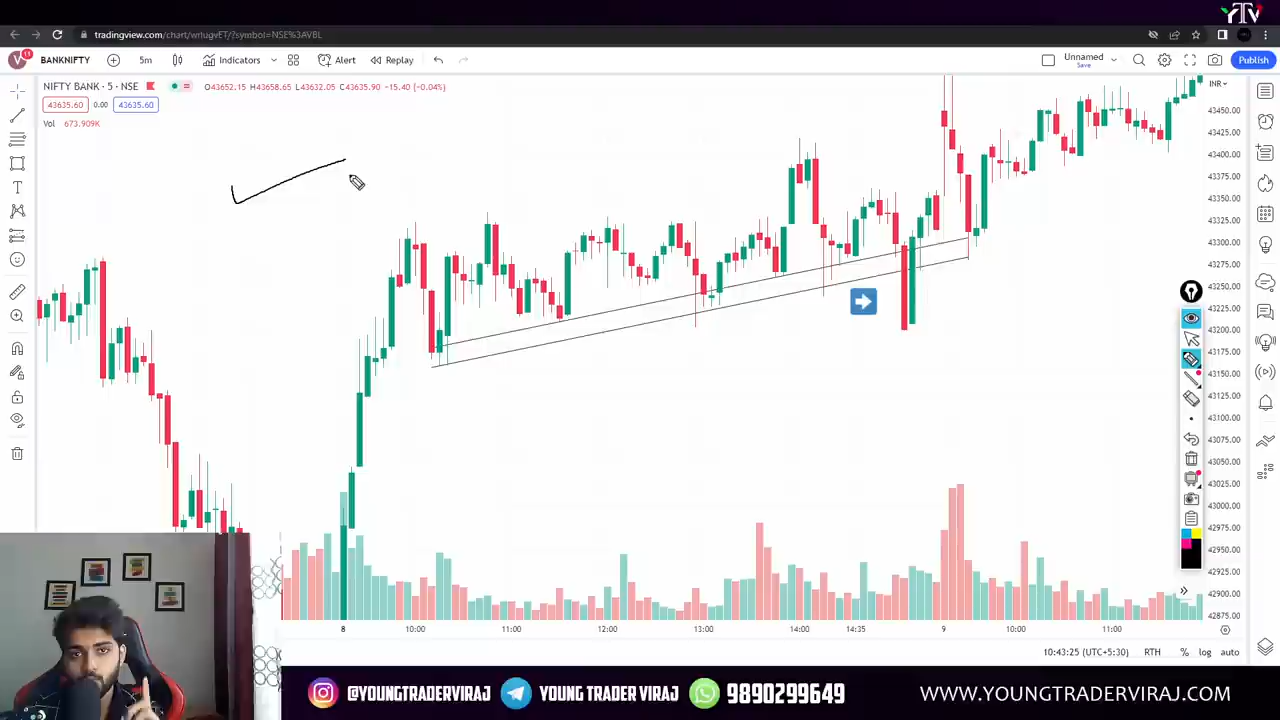 YTV
tradingview.com/chart/wrlugvET/?symbol=NSE%3AVBL
11
V BANKNIFTY 5m Indicators Alert Replay Unnamed Save Publish
NIFTY BANK · 5 · NSE O43652.15 H43658.65 L43632.05 C43635.90 −15.40 (−0.04%) INR
43635.60 0.00 43635.60
Vol 673.909K
43450.00
43425.00
43400.00
43375.00
43350.00
43325.00
43300.00
43275.00
43250.00
43225.00
43200.00
43175.00
43150.00
43125.00
43100.00
43075.00
43050.00
43025.00
43000.00
42975.00
42950.00
42925.00
42900.00
42875.00
8 10:00 11:00 12:00 13:00 14:00 14:35 9 10:00 11:00
10:43:25 (UTC+5:30) RTH % log auto
@YOUNGTRADERVIRAJ YOUNG TRADER VIRAJ 9890299649 WWW.YOUNGTRADERVIRAJ.COM